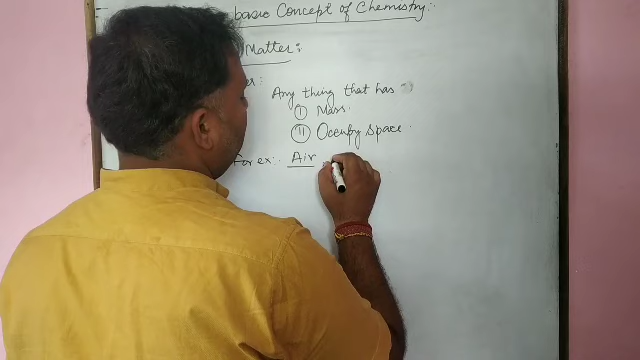 basic Concept of Chemistry:
Matter:
Any thing that has
(i) Mass.
(ii) Occupy space.
For ex:- Air